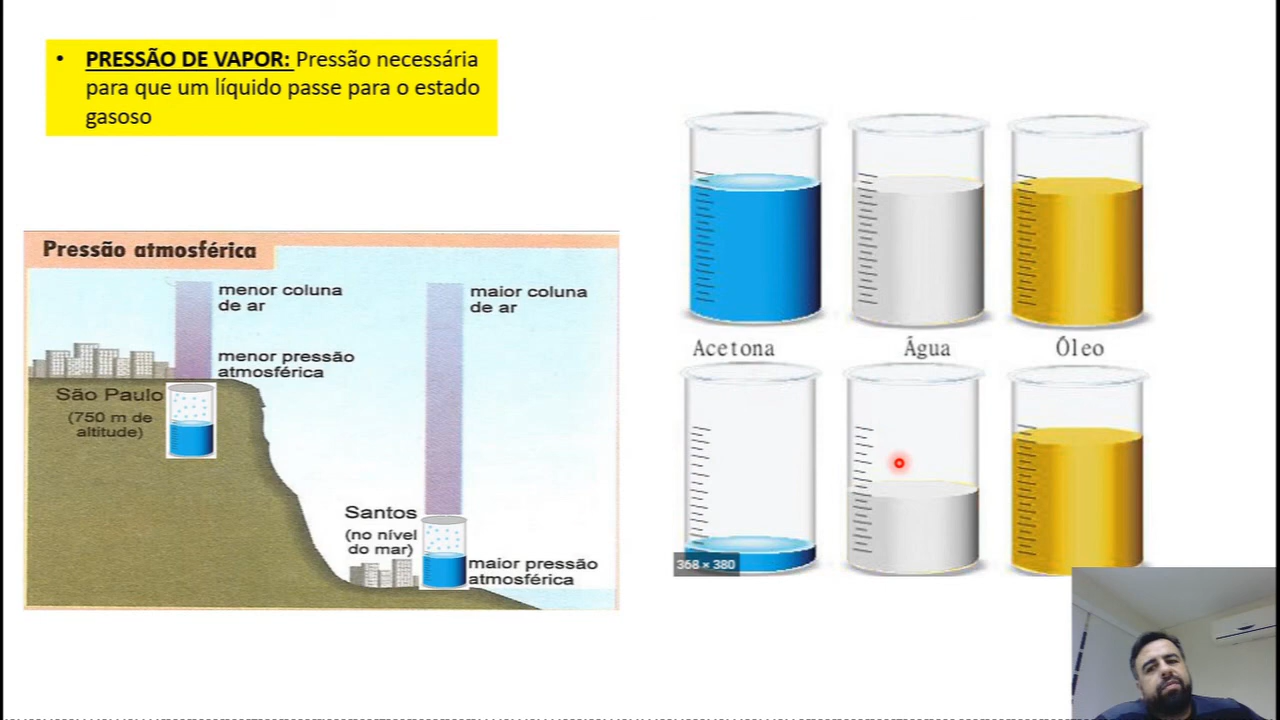 • PRESSÃO DE VAPOR: Pressão necessária
para que um líquido passe para o estado
gasoso
Pressão atmosférica
menor coluna
de ar
maior coluna
de ar
menor pressão
atmosférica
São Paulo
(750 m de
altitude)
Santos
(no nível
do mar)
maior pressão
atmosférica
Acetona
Água
Óleo
368 × 380